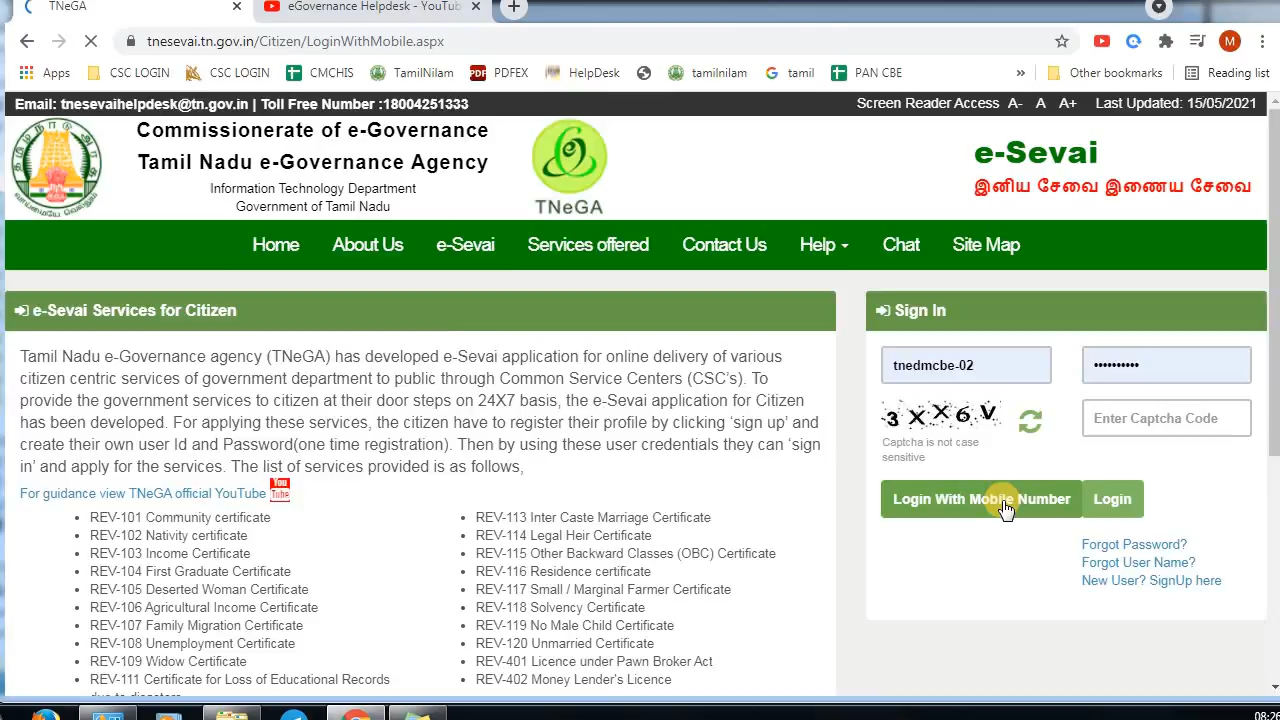 TNeGA
eGovernance Helpdesk - YouTub
tnesevai.tn.gov.in/Citizen/LoginWithMobile.aspx
M
Apps CSC LOGIN CSC LOGIN CMCHIS TamilNilam PDFEX HelpDesk tamilnilam tamil PAN CBE » Other bookmarks Reading list
Email: tnesevaihelpdesk@tn.gov.in | Toll Free Number :18004251333
Screen Reader Access A- A A+ Last Updated: 15/05/2021
Commissionerate of e-Governance
Tamil Nadu e-Governance Agency
Information Technology Department
Government of Tamil Nadu
TNeGA
e-Sevai
இனிய சேவை இணைய சேவை
Home About Us e-Sevai Services offered Contact Us Help Chat Site Map
e-Sevai Services for Citizen
Tamil Nadu e-Governance agency (TNeGA) has developed e-Sevai application for online delivery of various
citizen centric services of government department to public through Common Service Centers (CSC's). To
provide the government services to citizen at their door steps on 24X7 basis, the e-Sevai application for Citizen
has been developed. For applying these services, the citizen have to register their profile by clicking 'sign up' and
create their own user Id and Password(one time registration). Then by using these user credentials they can 'sign
in' and apply for the services. The list of services provided is as follows,
For guidance view TNeGA official YouTube You Tube
REV-101 Community certificate
REV-102 Nativity certificate
REV-103 Income Certificate
REV-104 First Graduate Certificate
REV-105 Deserted Woman Certificate
REV-106 Agricultural Income Certificate
REV-107 Family Migration Certificate
REV-108 Unemployment Certificate
REV-109 Widow Certificate
REV-111 Certificate for Loss of Educational Records
due to disasters
REV-113 Inter Caste Marriage Certificate
REV-114 Legal Heir Certificate
REV-115 Other Backward Classes (OBC) Certificate
REV-116 Residence certificate
REV-117 Small / Marginal Farmer Certificate
REV-118 Solvency Certificate
REV-119 No Male Child Certificate
REV-120 Unmarried Certificate
REV-401 Licence under Pawn Broker Act
REV-402 Money Lender's Licence
Sign In
tnedmcbe-02
••••••••••
3 X X 6 V
Enter Captcha Code
Captcha is not case
sensitive
Login With Mobile Number Login
Forgot Password?
Forgot User Name?
New User? SignUp here
08:26